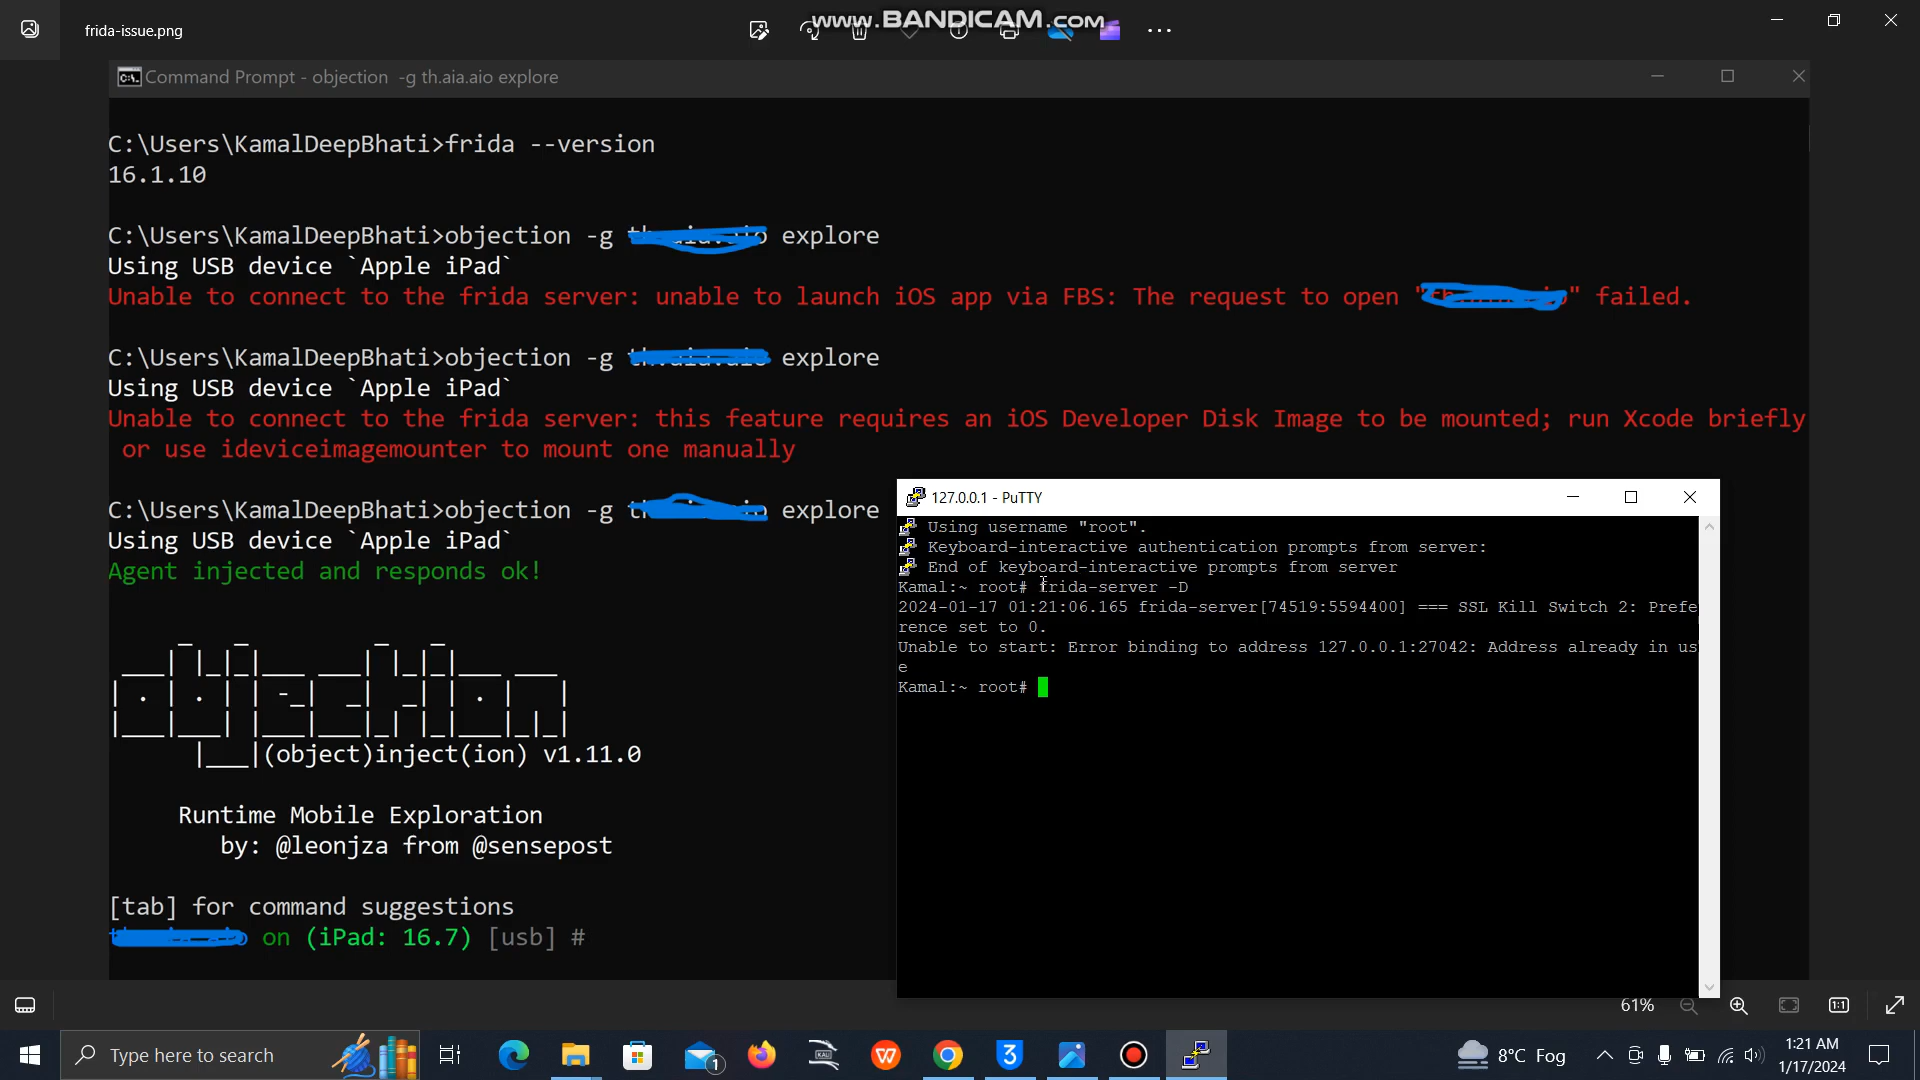 frida-issue.png
www.BANDICAM.com
Command Prompt - objection  -g th.aia.aio explore
C:\Users\KamalDeepBhati>frida --version
16.1.10
C:\Users\KamalDeepBhati>objection -g explore
Using USB device `Apple iPad`
Unable to connect to the frida server: unable to launch iOS app via FBS: The request to open "" failed.
C:\Users\KamalDeepBhati>objection -g explore
Using USB device `Apple iPad`
Unable to connect to the frida server: this feature requires an iOS Developer Disk Image to be mounted; run Xcode briefly
or use ideviceimagemounter to mount one manually
C:\Users\KamalDeepBhati>objection -g explore
Using USB device `Apple iPad`
Agent injected and responds ok!
objection
(object)inject(ion) v1.11.0
Runtime Mobile Exploration
by: @leonjza from @sensepost
[tab] for command suggestions
on (iPad: 16.7) [usb] #
127.0.0.1 - PuTTY
Using username "root".
Keyboard-interactive authentication prompts from server:
End of keyboard-interactive prompts from server
Kamal:~ root# frida-server -D
2024-01-17 01:21:06.165 frida-server[74519:5594400] === SSL Kill Switch 2: Prefe
rence set to 0.
Unable to start: Error binding to address 127.0.0.1:27042: Address already in us
e
Kamal:~ root#
61%
1:1
Type here to search
1
W
3
8°C Fog
1:21 AM
1/17/2024